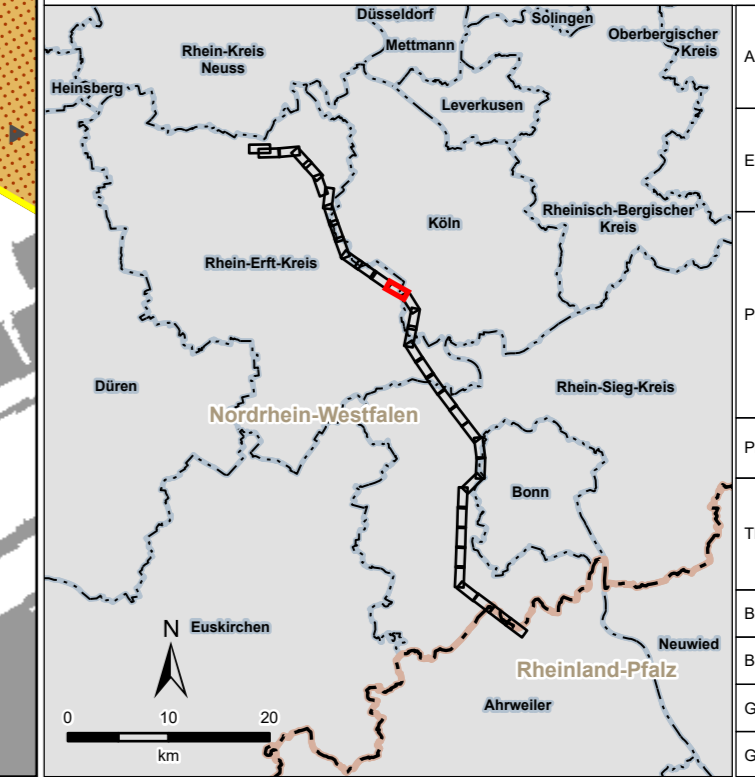 Düsseldorf
Solingen
Rhein-Kreis
Neuss
Mettmann
Oberbergischer
Kreis
Heinsberg
Leverkusen
Köln
Rheinisch-Bergischer
Kreis
Rhein-Erft-Kreis
Düren
Rhein-Sieg-Kreis
Nordrhein-Westfalen
Bonn
Euskirchen
N
Neuwied
Rheinland-Pfalz
Ahrweiler
0 10 20
km